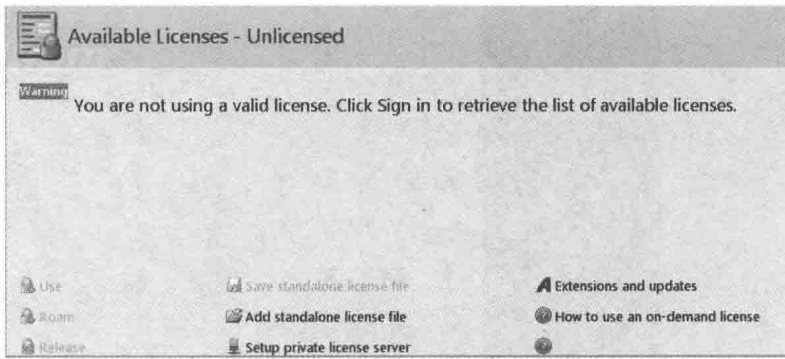 Available Licenses - Unlicensed
Warning
You are not using a valid license. Click Sign in to retrieve the list of available licenses.
Use
Save standalone license file
Extensions and updates
Roam
Add standalone license file
How to use an on-demand license
Release
Setup private license server